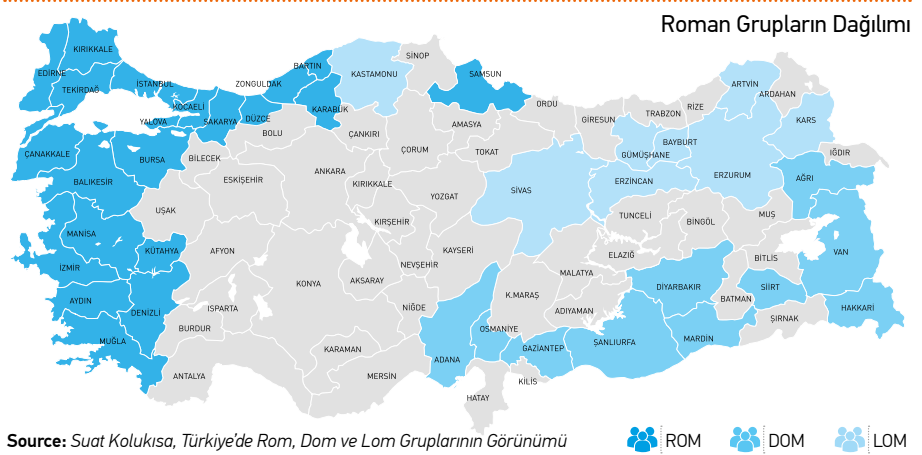 Roman Grupların Dağılımı
KIRIKKALE
EDİRNE
TEKİRDAĞ
İSTANBUL
KOCAELİ
YALOVA
SAKARYA
DÜZCE
ZONGULDAK
BARTIN
KARABÜK
KASTAMONU
SİNOP
SAMSUN
ORDU
GİRESUN
TRABZON
RİZE
ARTVİN
ARDAHAN
KARS
IĞDIR
BOLU
ÇANKIRI
ÇORUM
AMASYA
TOKAT
GÜMÜŞHANE
BAYBURT
ERZİNCAN
ERZURUM
AĞRI
ÇANAKKALE
BALIKESİR
BURSA
BİLECEK
ESKİŞEHİR
ANKARA
KIRIKKALE
YOZGAT
SİVAS
TUNCELİ
BİNGÖL
MUŞ
UŞAK
KIRŞEHİR
MANİSA
KÜTAHYA
AFYON
NEVŞEHİR
KAYSERİ
ELAZIĞ
BİTLİS
VAN
İZMİR
KONYA
AKSARAY
MALATYA
DİYARBAKIR
BATMAN
SİİRT
HAKKARİ
AYDIN
DENİZLİ
ISPARTA
BURDUR
NİĞDE
K.MARAŞ
ADIYAMAN
ŞIRNAK
MUĞLA
ANTALYA
KARAMAN
MERSİN
ADANA
OSMANİYE
GAZİANTEP
ŞANLIURFA
MARDİN
KİLİS
HATAY
Source: Suat Kolukısa, Türkiye'de Rom, Dom ve Lom Gruplarının Görünümü
ROM
DOM
LOM